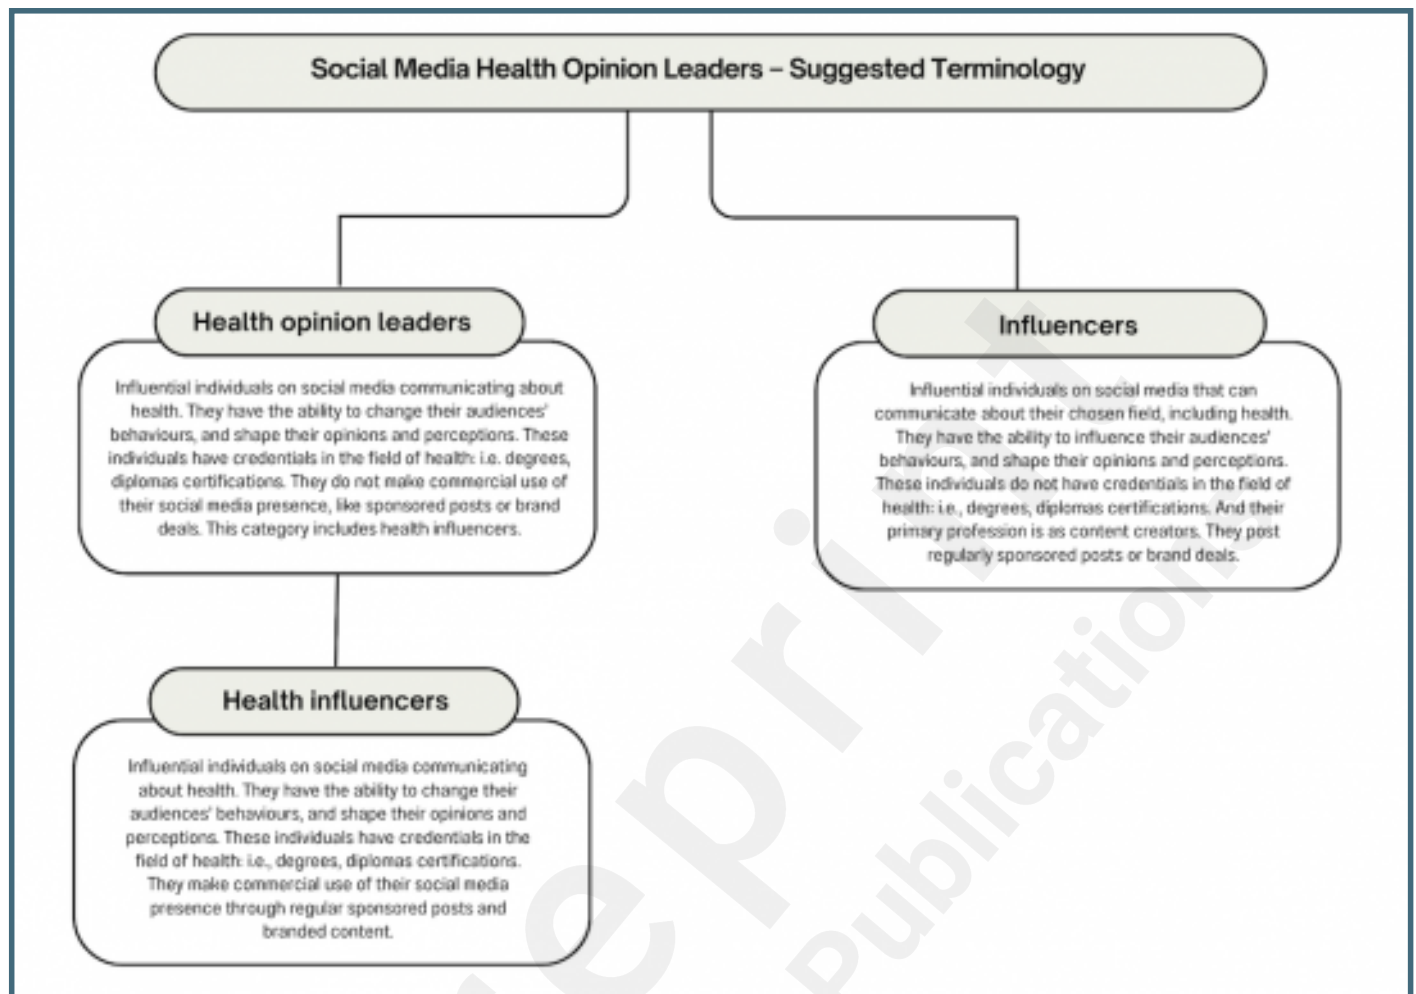 Social Media Health Opinion Leaders – Suggested Terminology
Health opinion leaders
Influential individuals on social media communicating about
health. They have the ability to change their audiences'
behaviours, and shape their opinions and perceptions. These
individuals have credentials in the field of health: i.e. degrees,
diplomas certifications. They do not make commercial use of
their social media presence, like sponsored posts or brand
deals. This category includes health influencers.
Influencers
Influential individuals on social media that can
communicate about their chosen field, including health.
They have the ability to influence their audiences'
behaviours, and shape their opinions and perceptions.
These individuals do not have credentials in the field of
health: i.e., degrees, diplomas certifications. And their
primary profession is as content creators. They post
regularly sponsored posts or brand deals.
Health influencers
Influential individuals on social media communicating
about health. They have the ability to change their
audiences' behaviours, and shape their opinions and
perceptions. These individuals have credentials in the
field of health: i.e., degrees, diplomas certifications.
They make commercial use of their social media
presence through regular sponsored posts and
branded content.
eprint
Publications